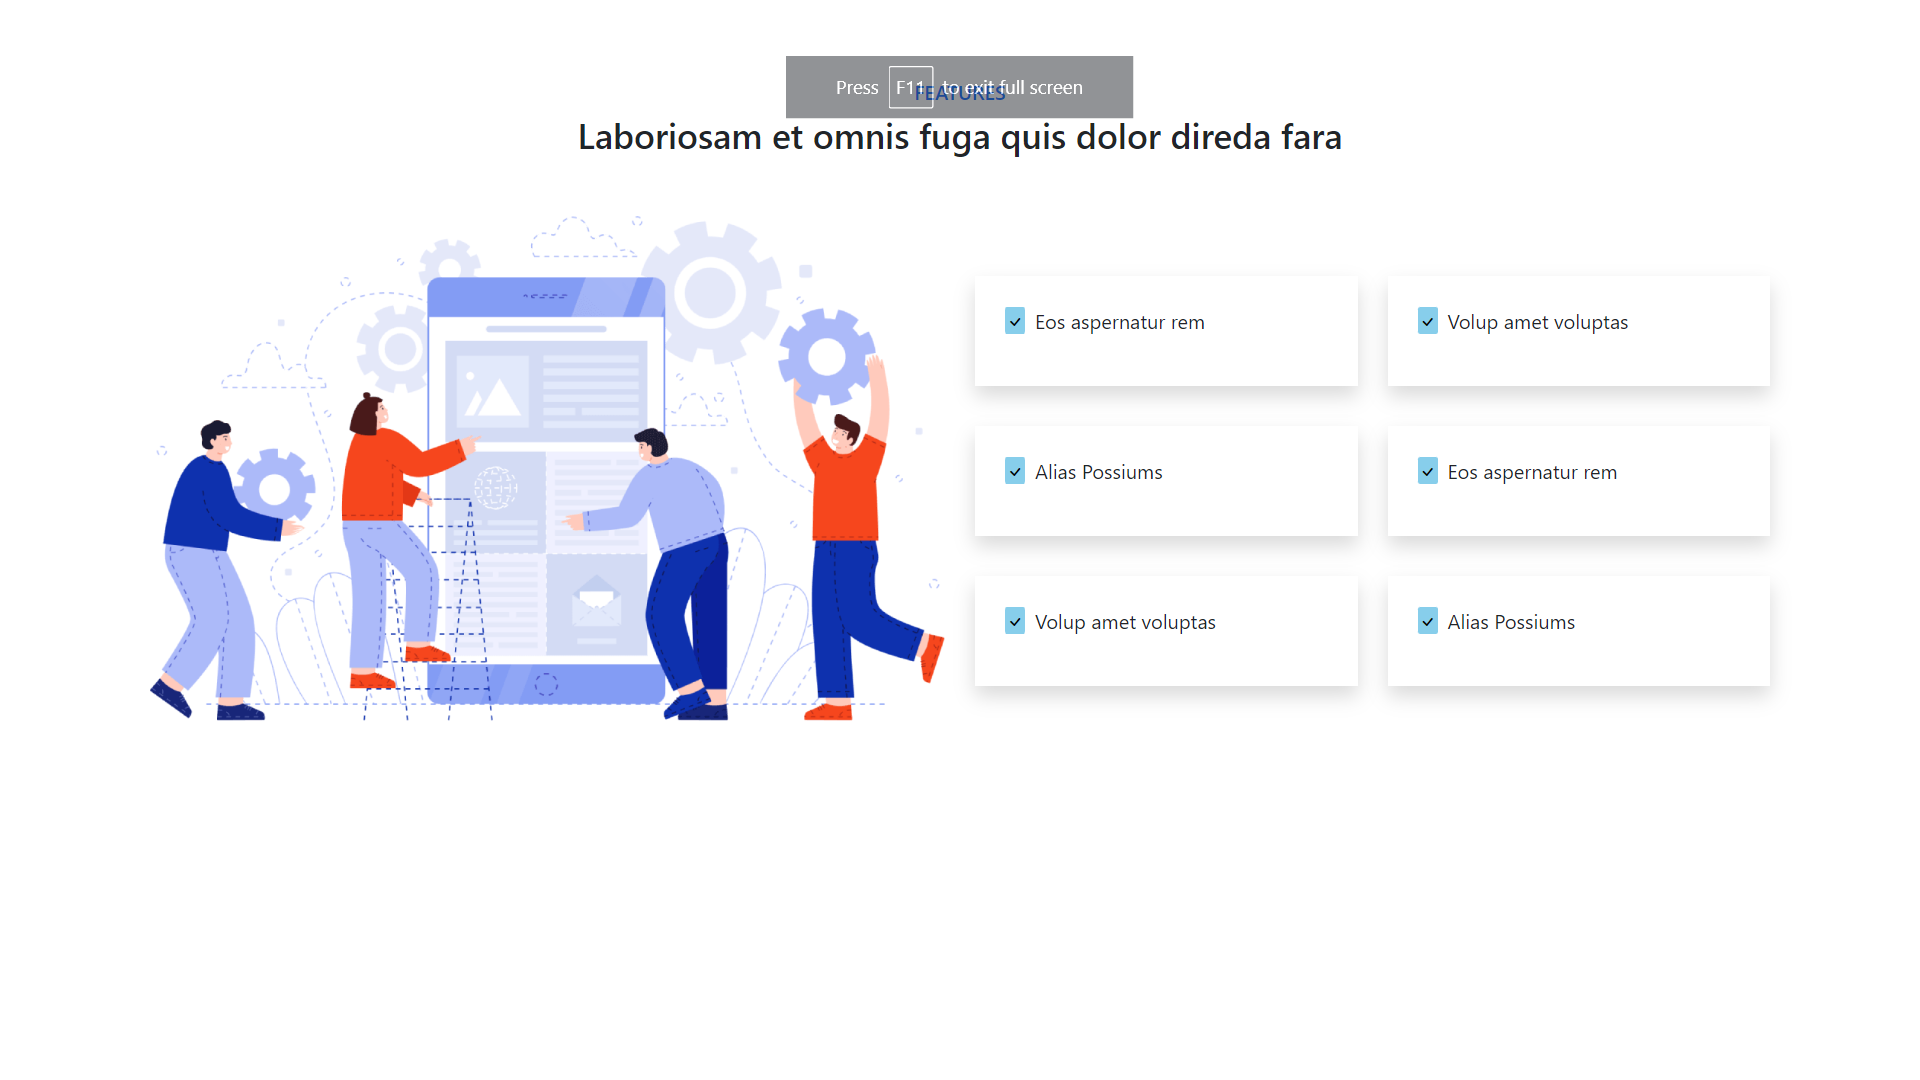 Press F11 to exit full screen
FEATURES
Laboriosam et omnis fuga quis dolor direda fara
Eos aspernatur rem
Volup amet voluptas
Alias Possiums
Eos aspernatur rem
Volup amet voluptas
Alias Possiums